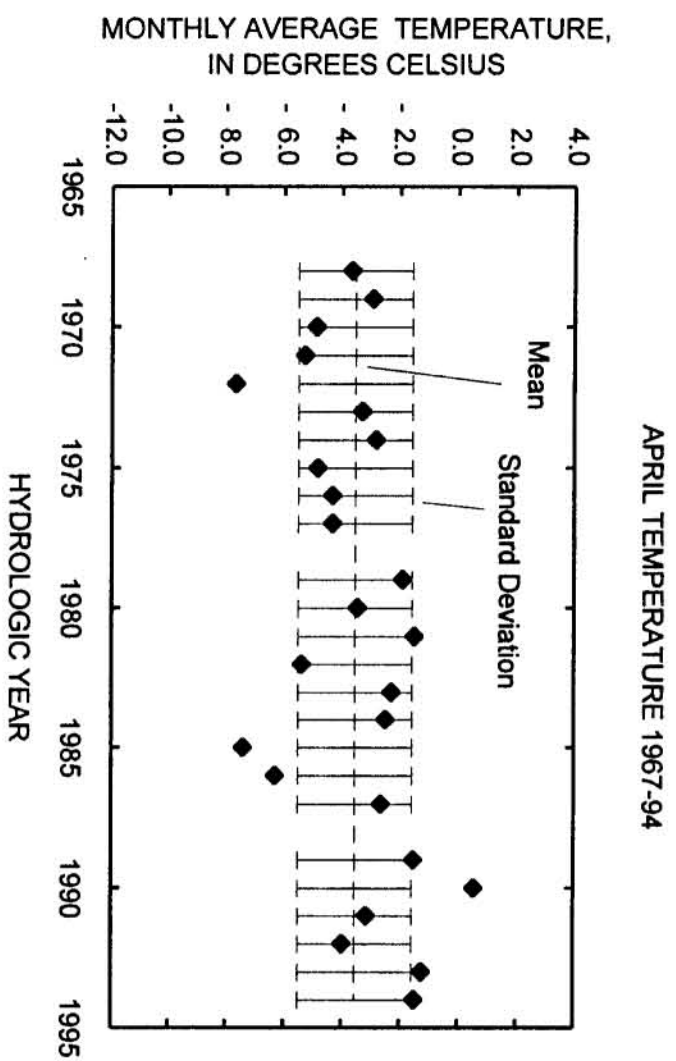 APRIL TEMPERATURE 1967-94
MONTHLY AVERAGE TEMPERATURE,
IN DEGREES CELSIUS
4.0
2.0
0.0
- 2.0
- 4.0
- 6.0
- 8.0
-10.0
-12.0
Mean
Standard Deviation
1965
1970
1975
1980
1985
1990
1995
HYDROLOGIC YEAR